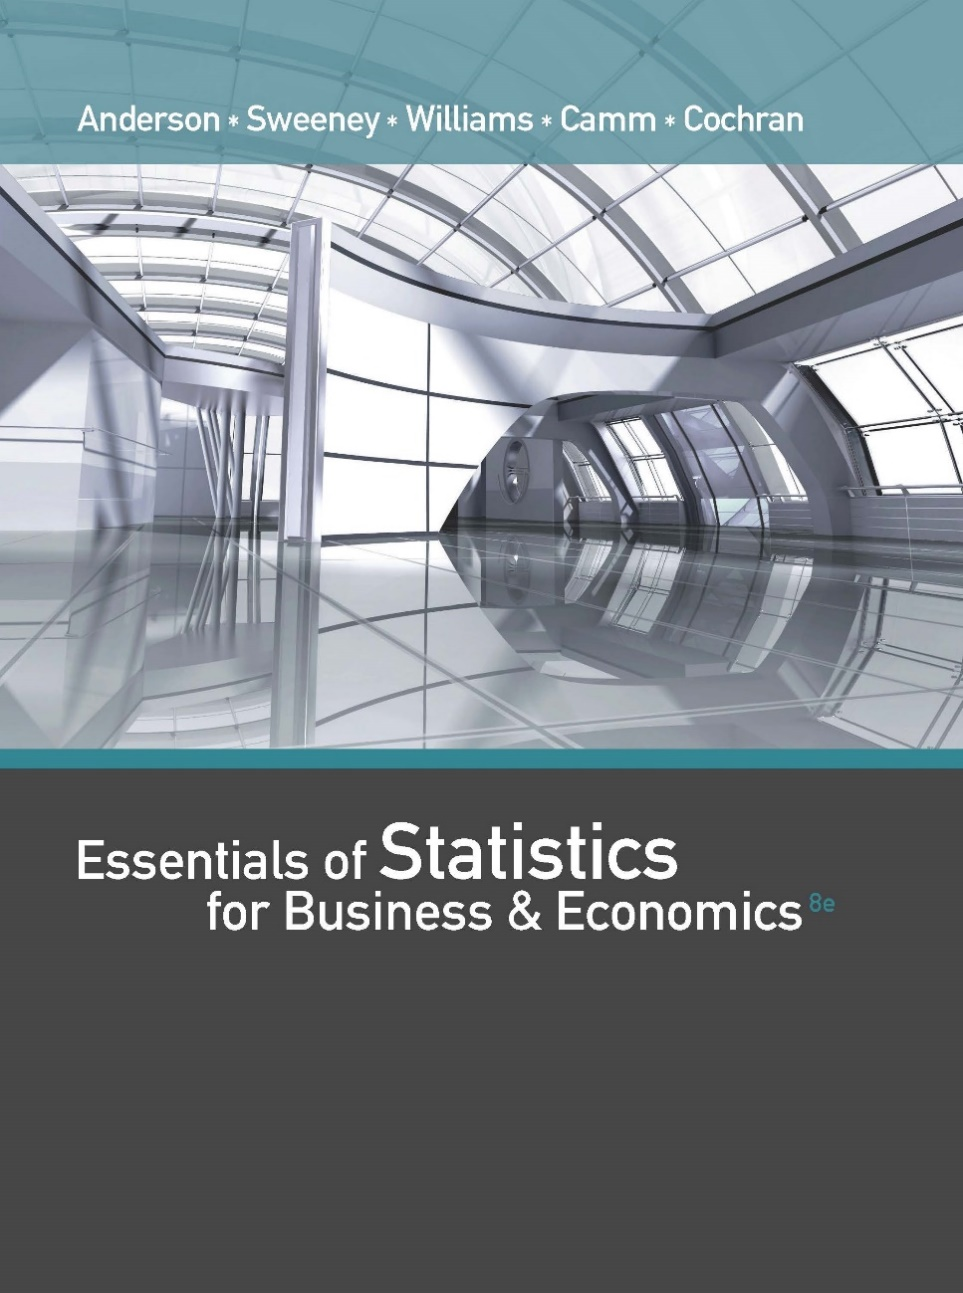 Anderson * Sweeney * Williams * Camm * Cochran
Essentials of Statistics
for Business & Economics 8e